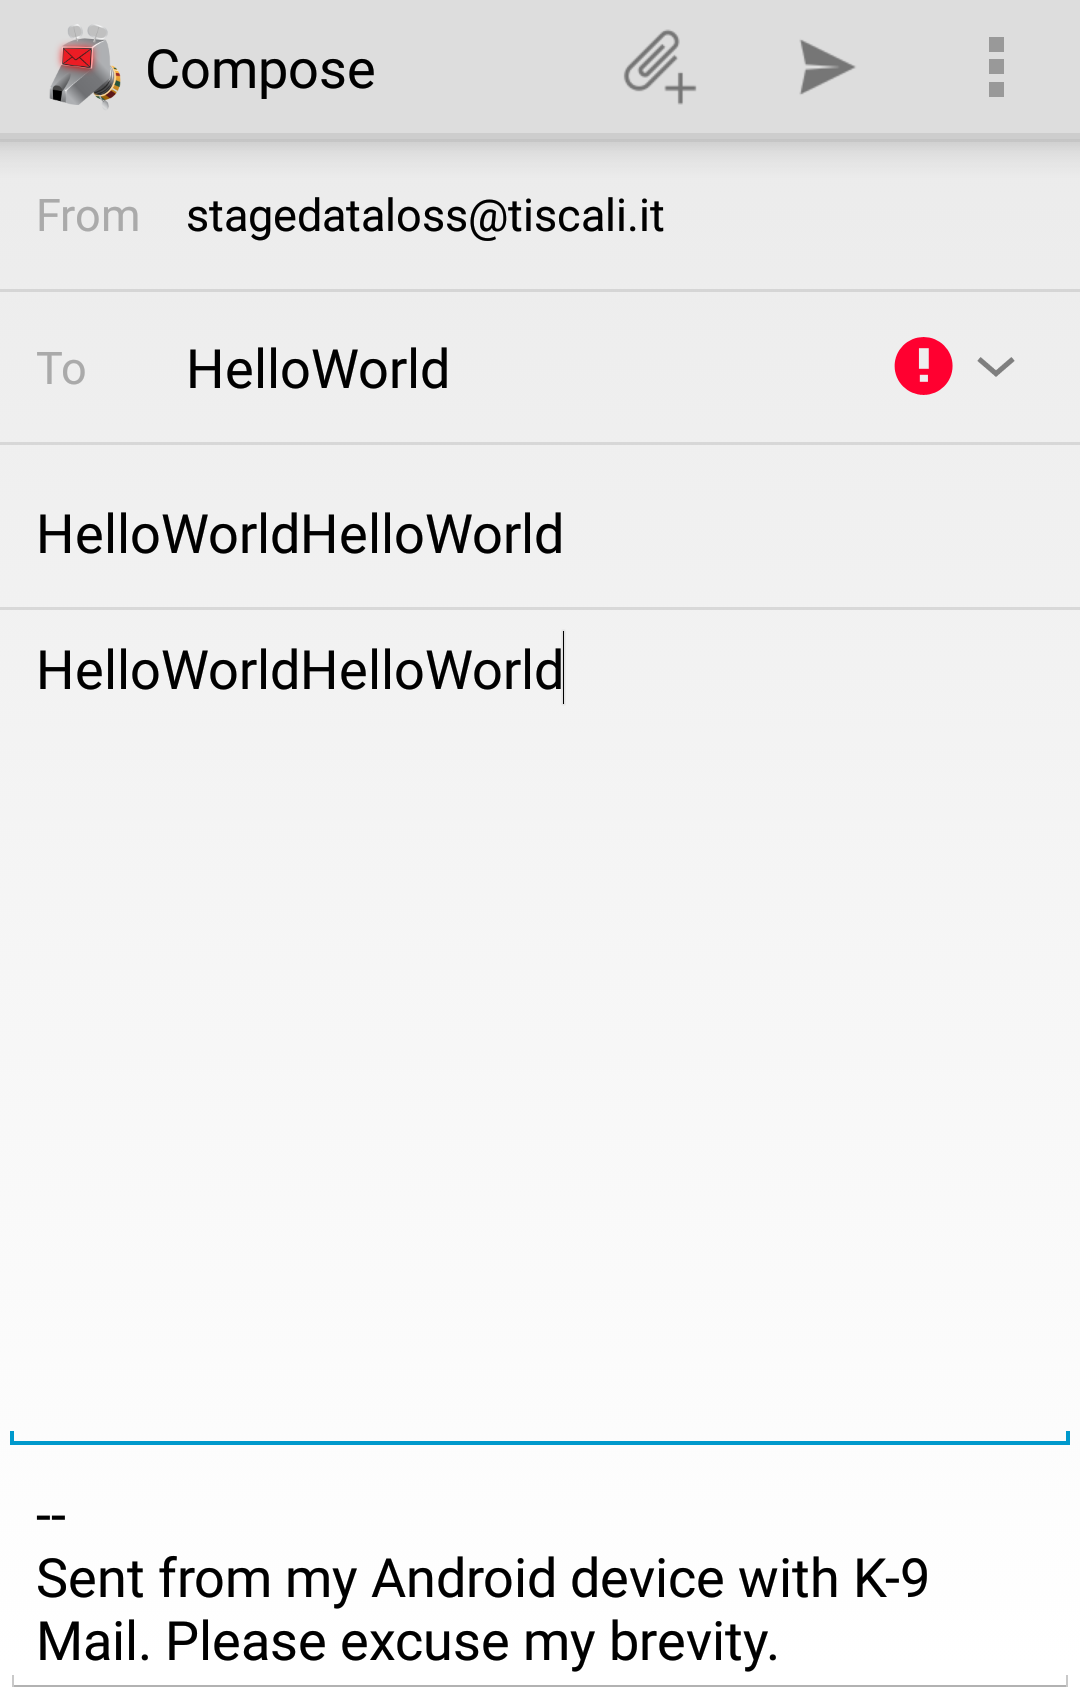 Compose
From stagedataloss@tiscali.it
To HelloWorld
HelloWorldHelloWorld
HelloWorldHelloWorld
--
Sent from my Android device with K-9
Mail. Please excuse my brevity.